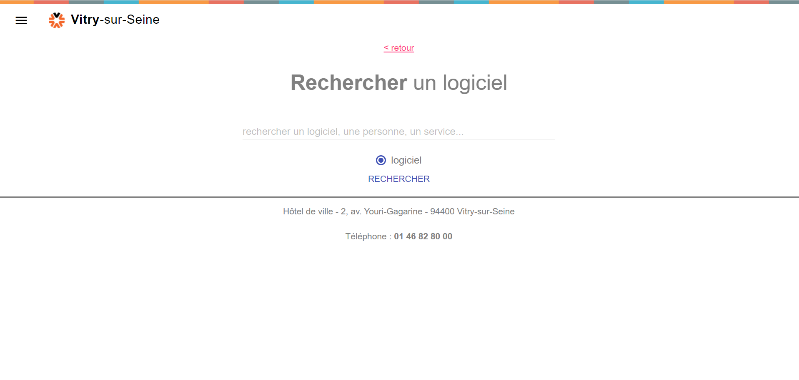 Vitry-sur-Seine
< retour
Rechercher un logiciel
rechercher un logiciel, une personne, un service...
logiciel
RECHERCHER
Hôtel de ville - 2, av. Youri-Gagarine - 94400 Vitry-sur-Seine
Téléphone : 01 46 82 80 00